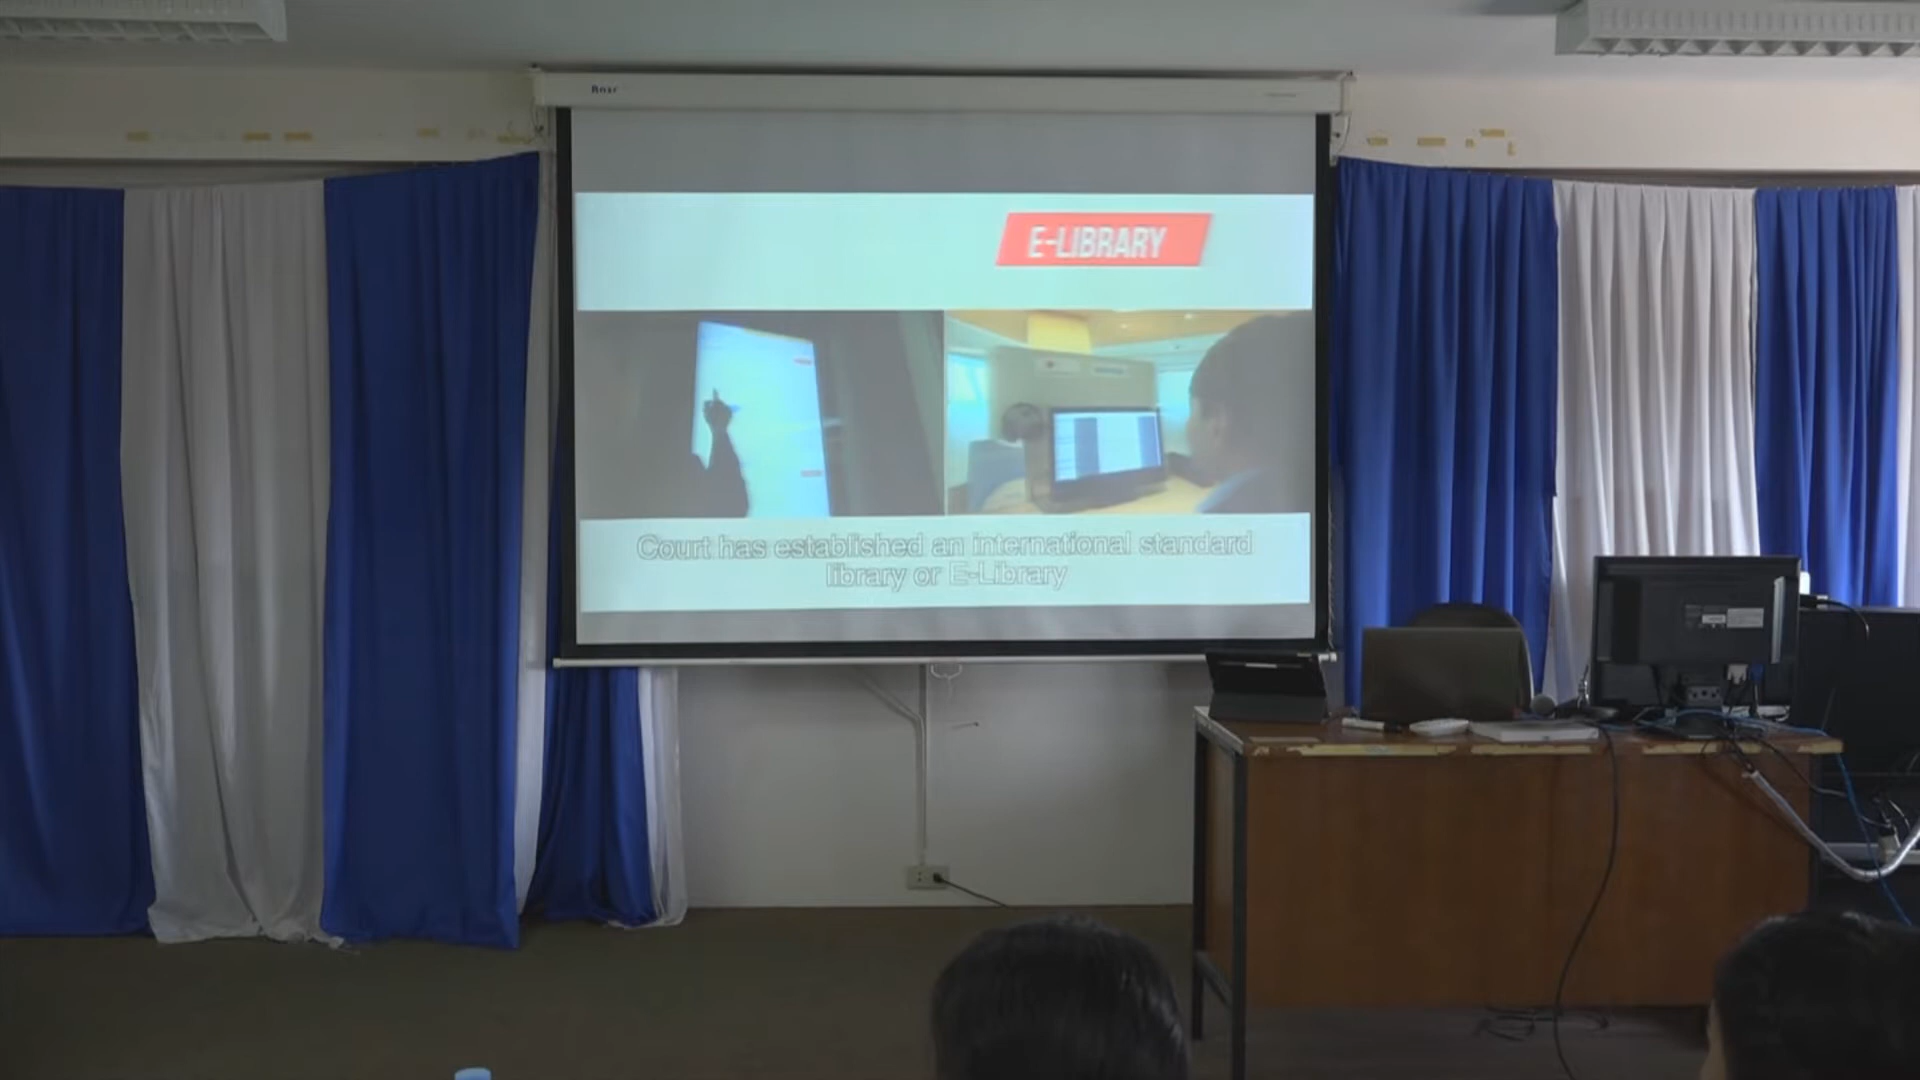 E-LIBRARY
Court has established an international standard
library or E-Library